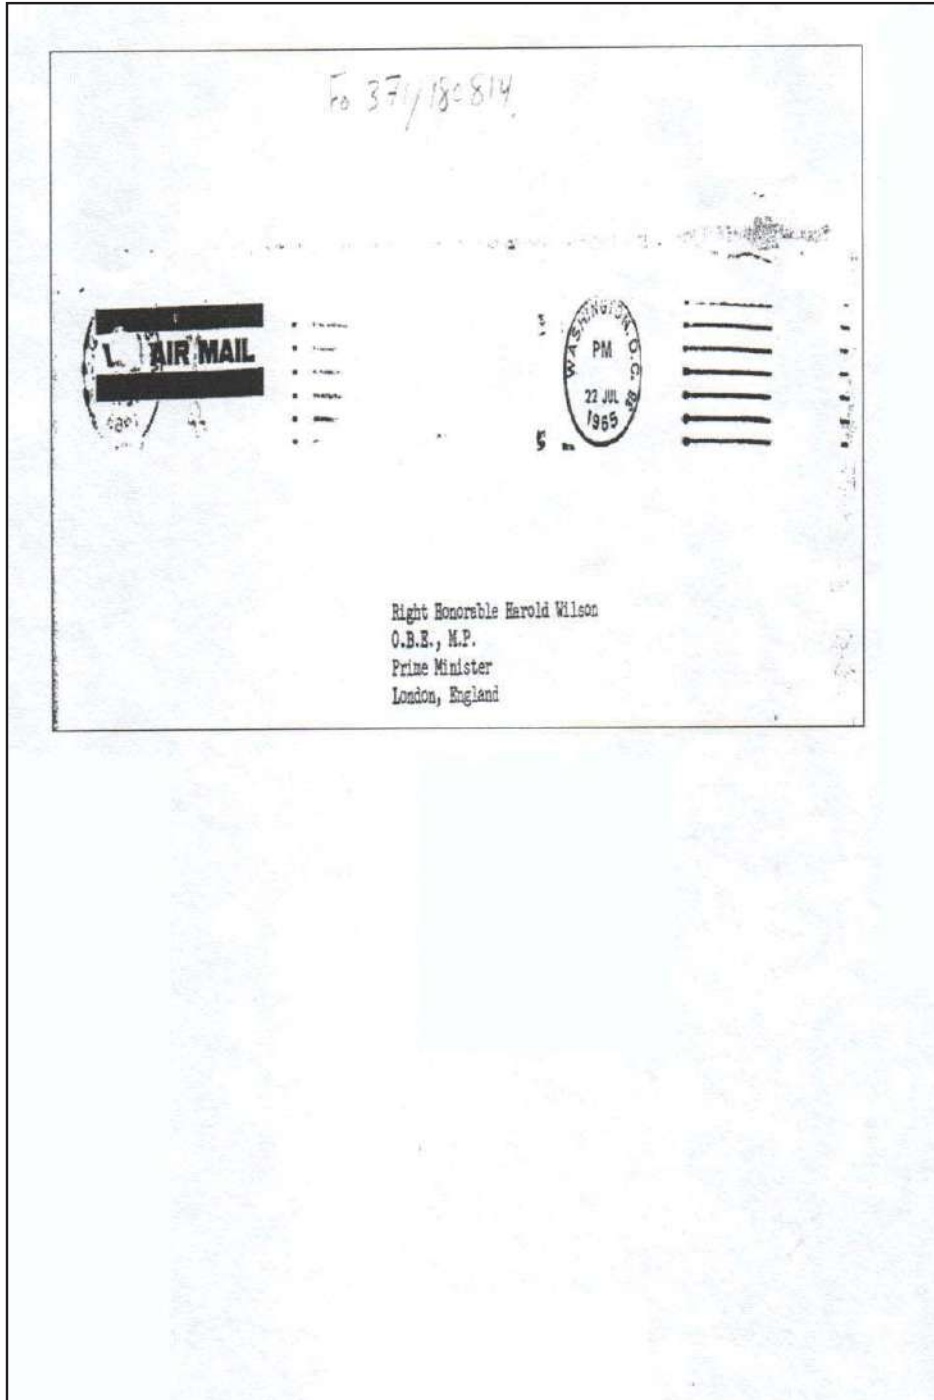 Fo 371/180814
AIR MAIL
WASHINGTON, D.C.
PM
22 JUL
1965
Right Honorable Harold Wilson
O.B.E., M.P.
Prime Minister
London, England